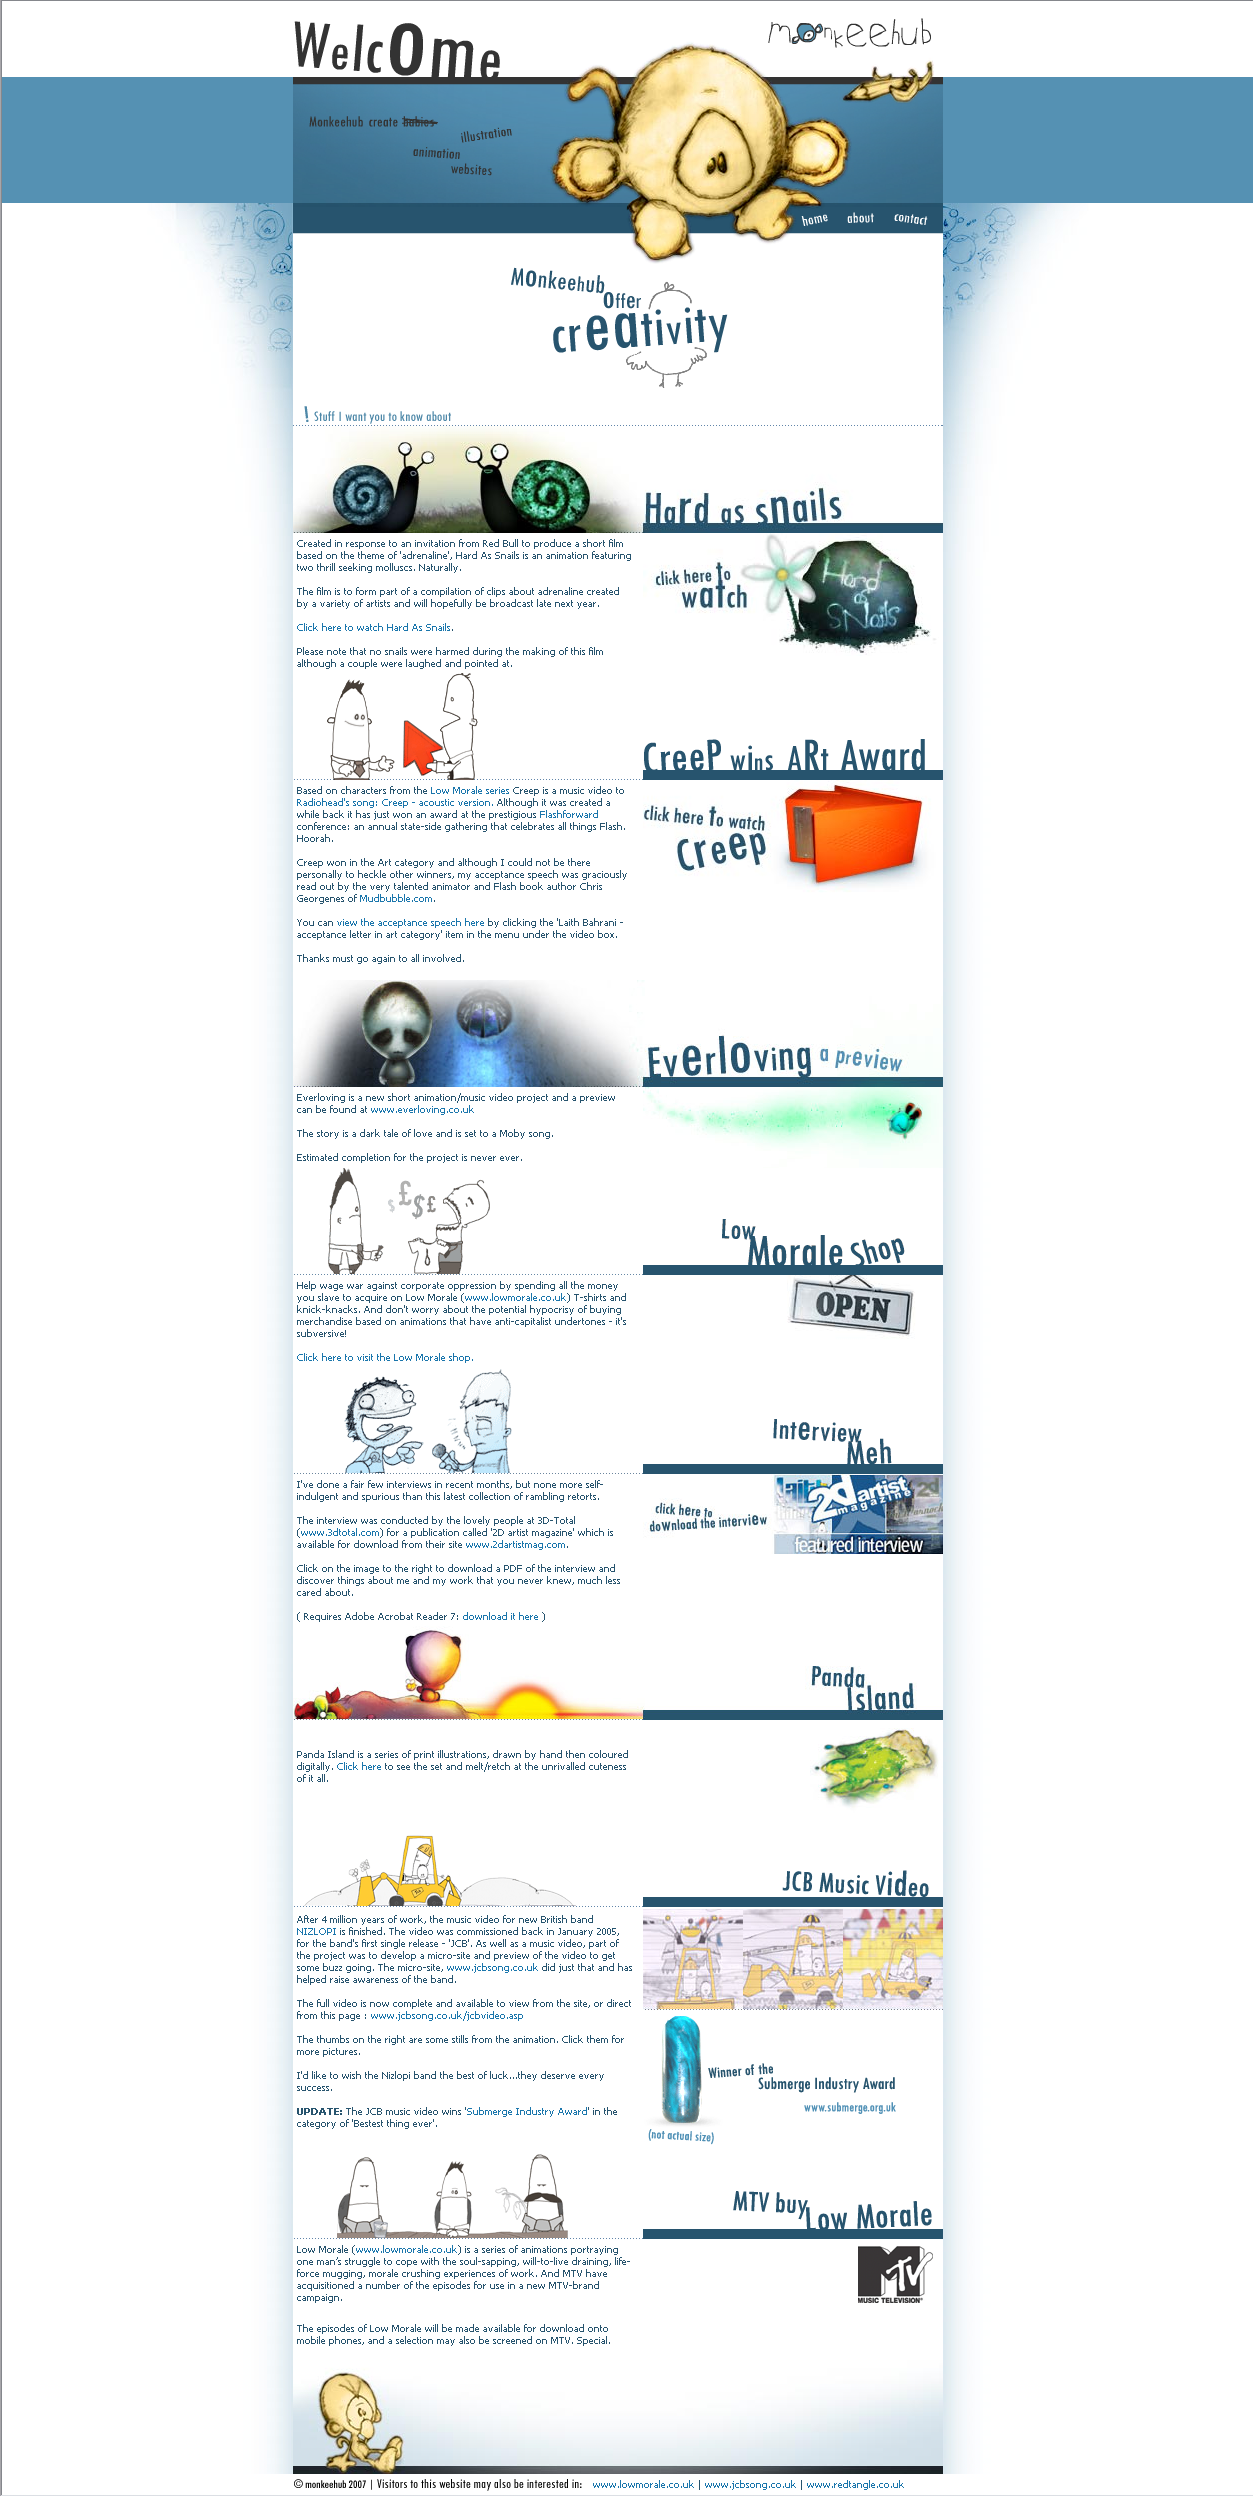 Welcome
moonkeehub
Monkeehub create babies
illustration
animation
websites
home about contact
Monkeehub
offer
creativity
! Stuff I want you to know about
Hard as snails
Created in response to an invitation from Red Bull to produce a short film
based on the theme of 'adrenaline', Hard As Snails is an animation featuring
two thrill seeking molluscs. Naturally.
The film is to form part of a compilation of clips about adrenaline created
by a variety of artists and will hopefully be broadcast late next year.
Click here to watch Hard As Snails.
Please note that no snails were harmed during the making of this film
although a couple were laughed and pointed at.
click here to
watch
Hard
as
SNails
CreeP wins ARt Award
Based on characters from the Low Morale series Creep is a music video to
Radiohead's song: Creep - acoustic version. Although it was created a
while back it has just won an award at the prestigious Flashforward
conference: an annual state-side gathering that celebrates all things Flash.
Hoorah.
Creep won in the Art category and although I could not be there
personally to heckle other winners, my acceptance speech was graciously
read out by the very talented animator and Flash book author Chris
Georgenes of Mudbubble.com.
You can view the acceptance speech here by clicking the 'Laith Bahrani -
acceptance letter in art category' item in the menu under the video box.
Thanks must go again to all involved.
click here to watch
Creep
Everloving a preview
Everloving is a new short animation/music video project and a preview
can be found at www.everloving.co.uk
The story is a dark tale of love and is set to a Moby song.
Estimated completion for the project is never ever.
$ £ $ £
Low
Morale Shop
Help wage war against corporate oppression by spending all the money
you slave to acquire on Low Morale (www.lowmorale.co.uk) T-shirts and
knick-knacks. And don't worry about the potential hypocrisy of buying
merchandise based on animations that have anti-capitalist undertones - it's
subversive!
Click here to visit the Low Morale shop.
OPEN
Interview
Meh
I've done a fair few interviews in recent months, but none more self-
indulgent and spurious than this latest collection of rambling retorts.
The interview was conducted by the lovely people at 3D-Total
(www.3dtotal.com) for a publication called '2D artist magazine' which is
available for download from their site www.2dartistmag.com.
Click on the image to the right to download a PDF of the interview and
discover things about me and my work that you never knew, much less
cared about.
( Requires Adobe Acrobat Reader 7: download it here )
click here to
download the interview
2dartist
magazine
featured interview
Panda
Island
Panda Island is a series of print illustrations, drawn by hand then coloured
digitally. Click here to see the set and melt/retch at the unrivalled cuteness
of it all.
JCB Music Video
After 4 million years of work, the music video for new British band
NIZLOPI is finished. The video was commissioned back in January 2005,
for the band's first single release - 'JCB'. As well as a music video, part of
the project was to develop a micro-site and preview of the video to get
some buzz going. The micro-site, www.jcbsong.co.uk did just that and has
helped raise awareness of the band.
The full video is now complete and available to view from the site, or direct
from this page : www.jcbsong.co.uk/jcbvideo.asp
The thumbs on the right are some stills from the animation. Click them for
more pictures.
I'd like to wish the Nizlopi band the best of luck...they deserve every
success.
UPDATE: The JCB music video wins 'Submerge Industry Award' in the
category of 'Bestest thing ever'.
Winner of the
Submerge Industry Award
www.submerge.org.uk
(not actual size)
MTV buy
Low Morale
Low Morale (www.lowmorale.co.uk) is a series of animations portraying
one man's struggle to cope with the soul-sapping, will-to-live draining, life-
force mugging, morale crushing experiences of work. And MTV have
acquisitioned a number of the episodes for use in a new MTV-brand
campaign.
The episodes of Low Morale will be made available for download onto
mobile phones, and a selection may also be screened on MTV. Special.
MTV
MUSIC TELEVISION®
© monkeehub 2007 | Visitors to this website may also be interested in: www.lowmorale.co.uk | www.jcbsong.co.uk | www.redtangle.co.uk